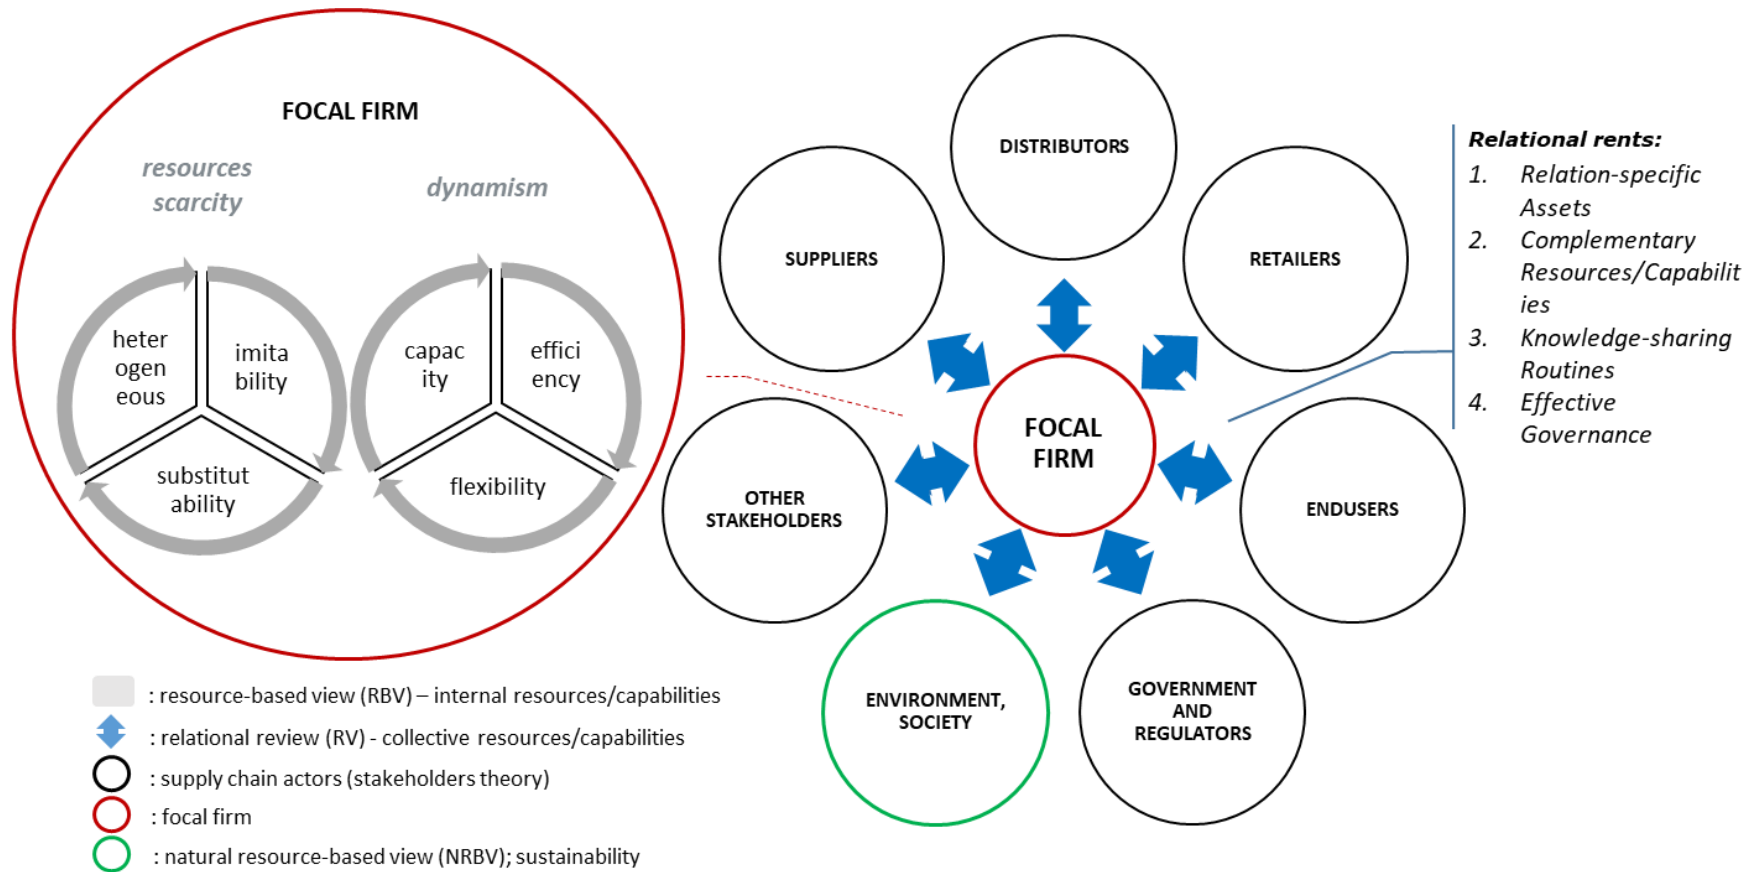 FOCAL FIRM
resources
scarcity
dynamism
heter
ogen
eous
imita
bility
substitut
ability
capac
ity
effici
ency
flexibility
DISTRIBUTORS
SUPPLIERS
RETAILERS
FOCAL
FIRM
OTHER
STAKEHOLDERS
ENDUSERS
ENVIRONMENT,
SOCIETY
GOVERNMENT
AND
REGULATORS
Relational rents:
1. Relation-specific
Assets
2. Complementary
Resources/Capabilit
ies
3. Knowledge-sharing
Routines
4. Effective
Governance
: resource-based view (RBV) – internal resources/capabilities
: relational review (RV) - collective resources/capabilities
: supply chain actors (stakeholders theory)
: focal firm
: natural resource-based view (NRBV); sustainability